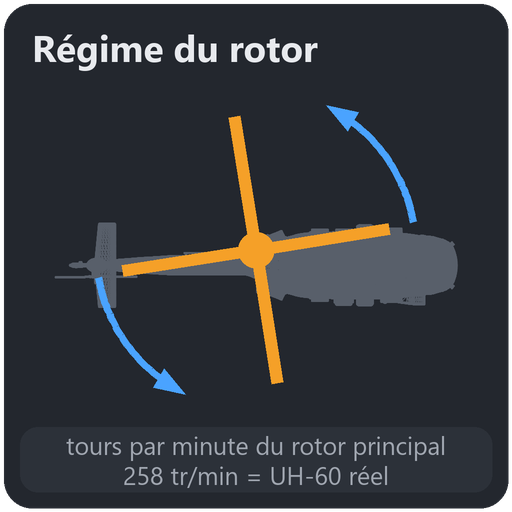 Régime du rotor
tours par minute du rotor principal
258 tr/min = UH-60 réel